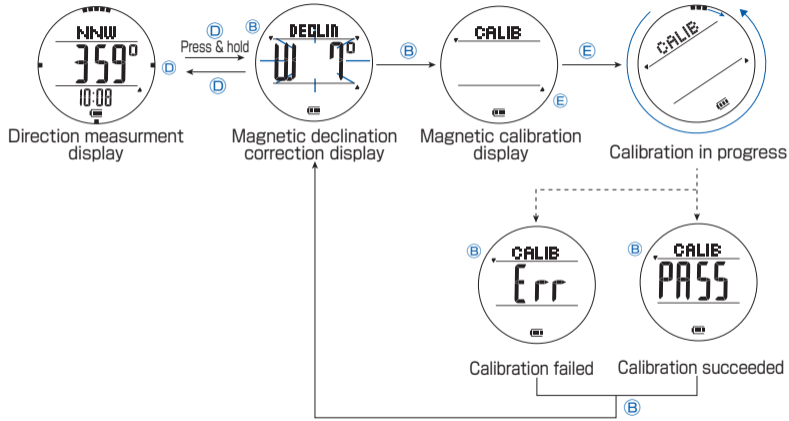 NNW
359°
10:08
Ⓓ
Direction measurment
display
Ⓓ
Press & hold
Ⓓ
Ⓑ
DECLIN
W 7°
Magnetic declination
correction display
Ⓑ
CALIB
Ⓔ
Magnetic calibration
display
Ⓔ
CALIB
Calibration in progress
Ⓑ
CALIB
Err
Calibration failed
Ⓑ
CALIB
PASS
Calibration succeeded
Ⓑ